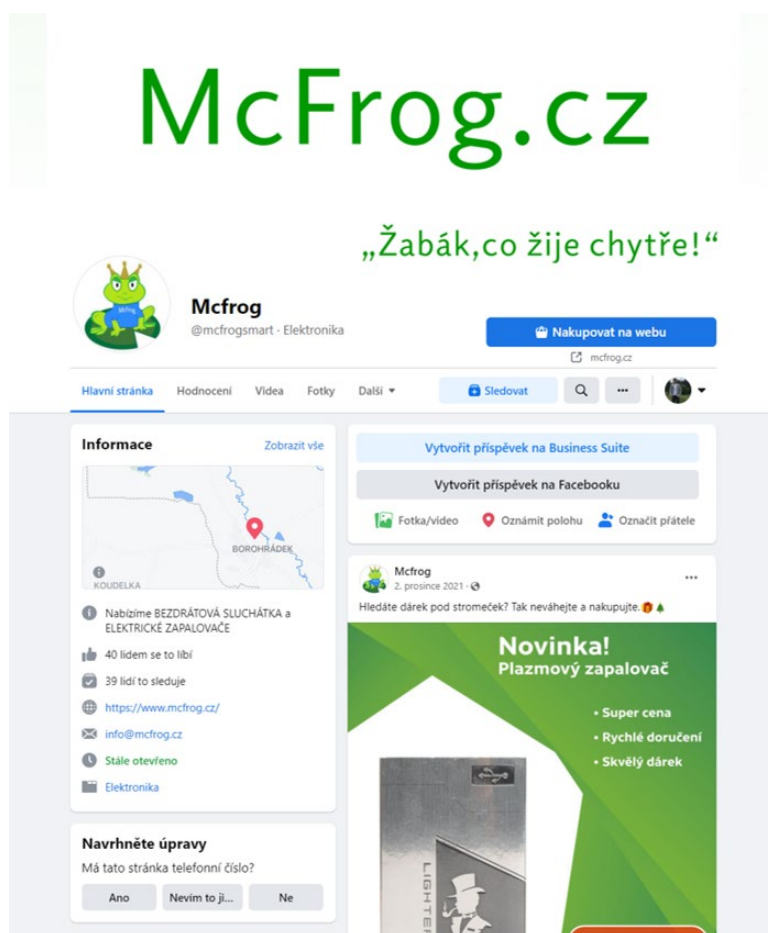 McFrog.cz
„Žabák,co žije chytře!“
Mcfrog
Mcfrog
@mcfrogsmart · Elektronika
Nakupovat na webu
mcfrog.cz
Hlavní stránka Hodnocení Videa Fotky Další
Sledovat
Informace Zobrazit vše
BOROHRÁDEK
KOUDELKA
Nabízíme BEZDRÁTOVÁ SLUCHÁTKA a
ELEKTRICKÉ ZAPALOVAČE
40 lidem se to líbí
39 lidí to sleduje
https://www.mcfrog.cz/
info@mcfrog.cz
Stále otevřeno
Elektronika
Navrhněte úpravy
Má tato stránka telefonní číslo?
Ano Nevím to ji... Ne
Vytvořit příspěvek na Business Suite
Vytvořit příspěvek na Facebooku
Fotka/video Oznámit polohu Označit přátele
Mcfrog
2. prosince 2021 ·
Hledáte dárek pod stromeček? Tak neváhejte a nakupujte.🎁🎄
Novinka!
Plazmový zapalovač
• Super cena
• Rychlé doručení
• Skvělý dárek
LIGHTER